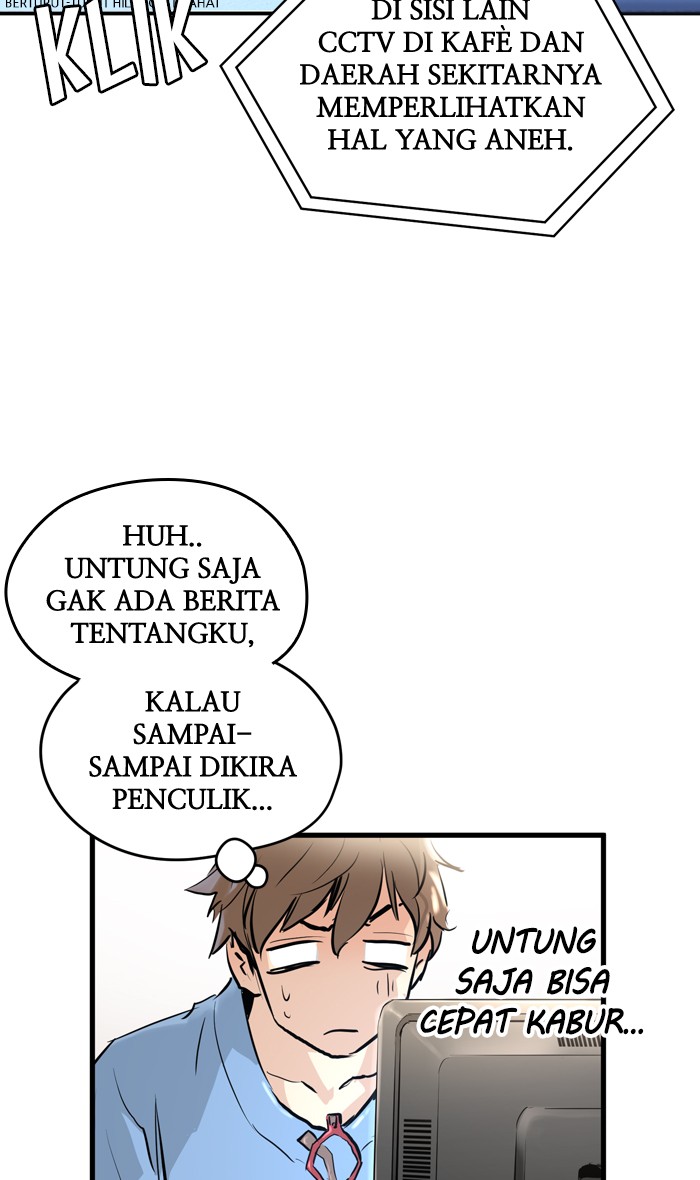 KLIK
DI SISI LAIN
CCTV DI KAFÈ DAN
DAERAH SEKITARNYA
MEMPERLIHATKAN
HAL YANG ANEH.
HUH..
UNTUNG SAJA
GAK ADA BERITA
TENTANGKU,
KALAU
SAMPAI-
SAMPAI DIKIRA
PENCULIK...
UNTUNG
SAJA BISA
CEPAT KABUR...